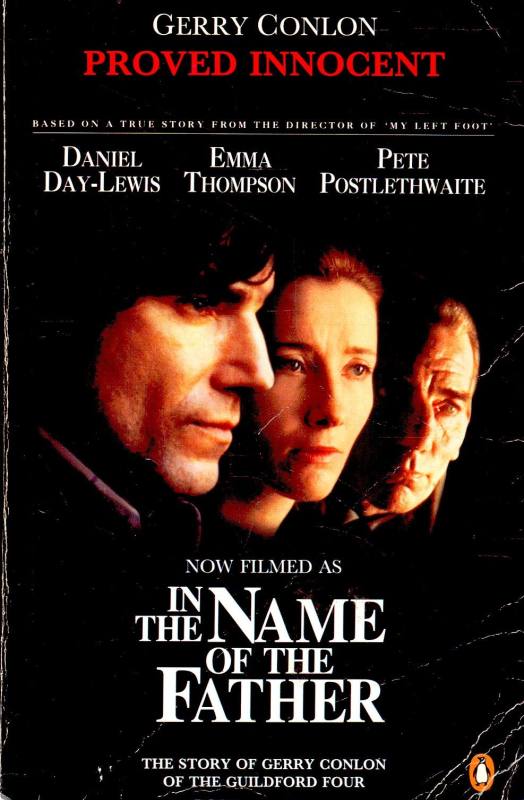 GERRY CONLON
PROVED INNOCENT
BASED ON A TRUE STORY FROM THE DIRECTOR OF 'MY LEFT FOOT'
DANIEL DAY-LEWIS
EMMA THOMPSON
PETE POSTLETHWAITE
NOW FILMED AS
IN
THE NAME
OF THE
FATHER
THE STORY OF GERRY CONLON
OF THE GUILDFORD FOUR